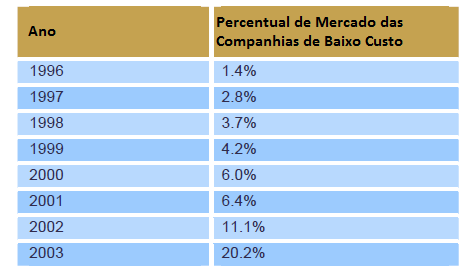 Ano
Percentual de Mercado das
Companhias de Baixo Custo
1996 1.4%
1997 2.8%
1998 3.7%
1999 4.2%
2000 6.0%
2001 6.4%
2002 11.1%
2003 20.2%